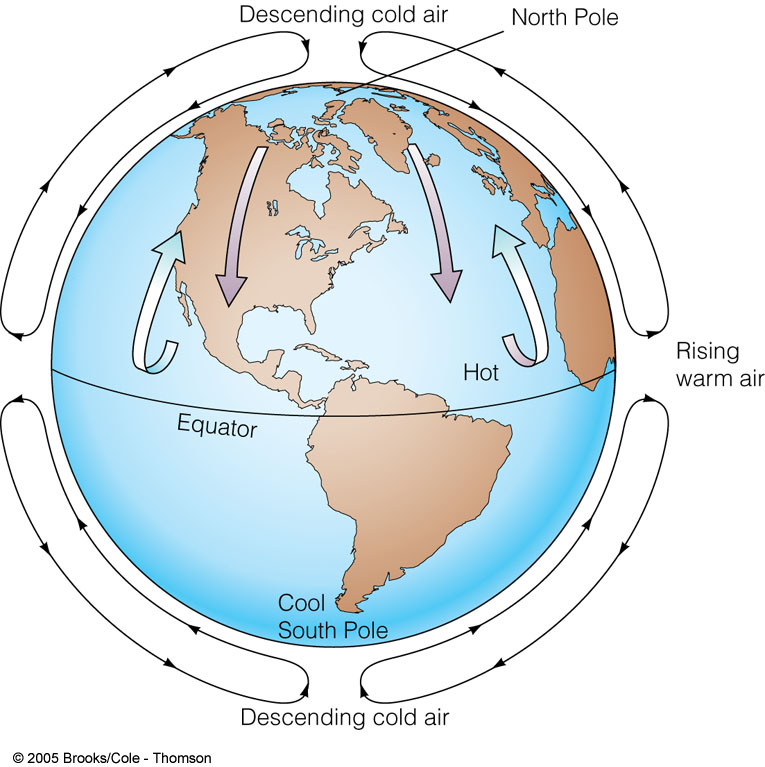 Descending cold air
North Pole
Rising
warm air
Hot
Equator
Cool
South Pole
Descending cold air
© 2005 Brooks/Cole - Thomson